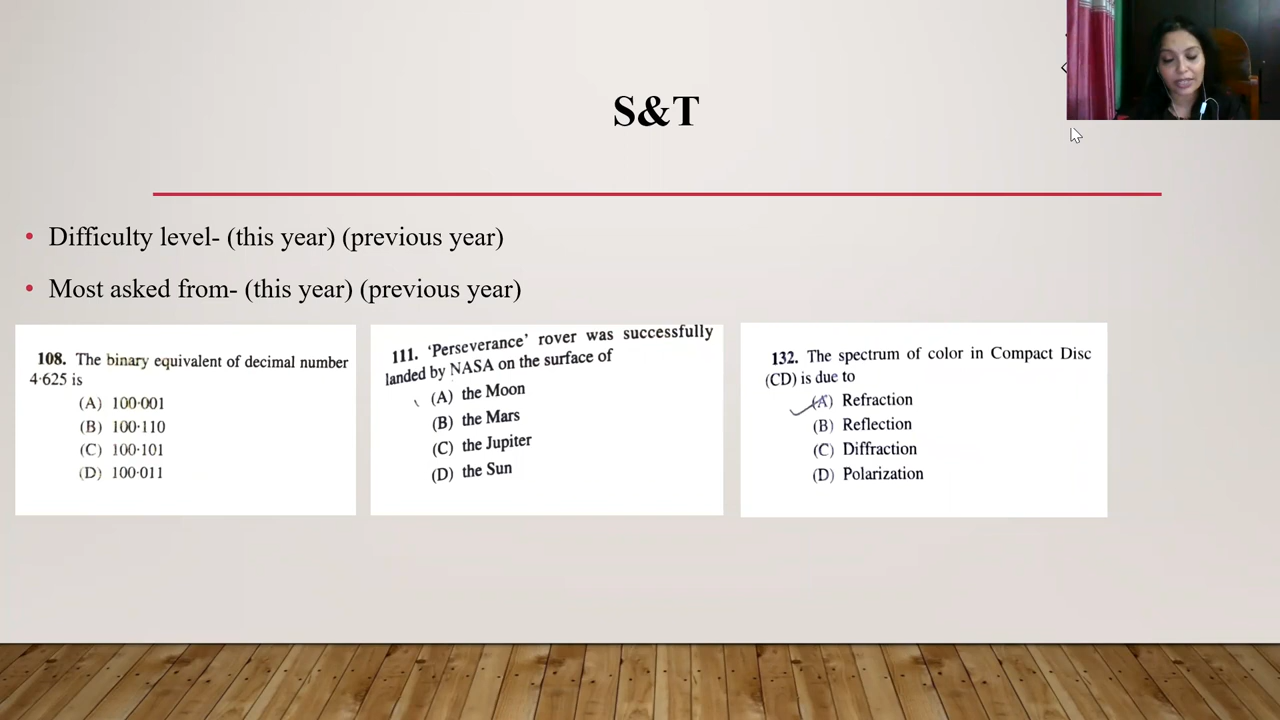 S&T
• Difficulty level- (this year) (previous year)
• Most asked from- (this year) (previous year)
108. The binary equivalent of decimal number
4·625 is
(A) 100·001
(B) 100·110
(C) 100·101
(D) 100·011
111. 'Perseverance' rover was successfully
landed by NASA on the surface of
(A) the Moon
(B) the Mars
(C) the Jupiter
(D) the Sun
132. The spectrum of color in Compact Disc
(CD) is due to
(A) Refraction
(B) Reflection
(C) Diffraction
(D) Polarization